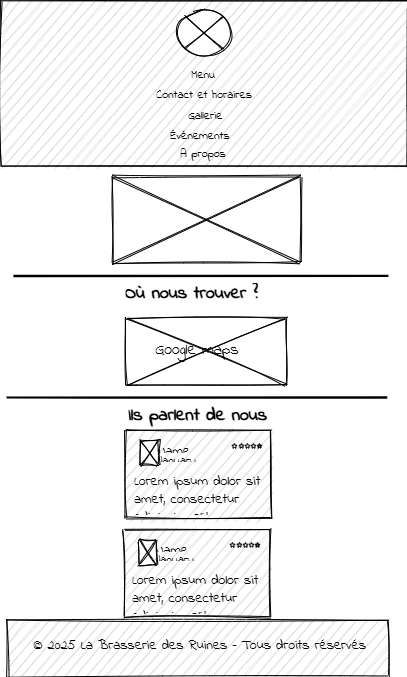 Menu
Contact et horaires
Gallerie
Événements
A propos
Où nous trouver ?
Google Maps
Ils parlent de nous
Lorem ipsum dolor sit
amet, consectetur
Lorem ipsum dolor sit
amet, consectetur
© 2025 La Brasserie des Ruines - Tous droits réservés